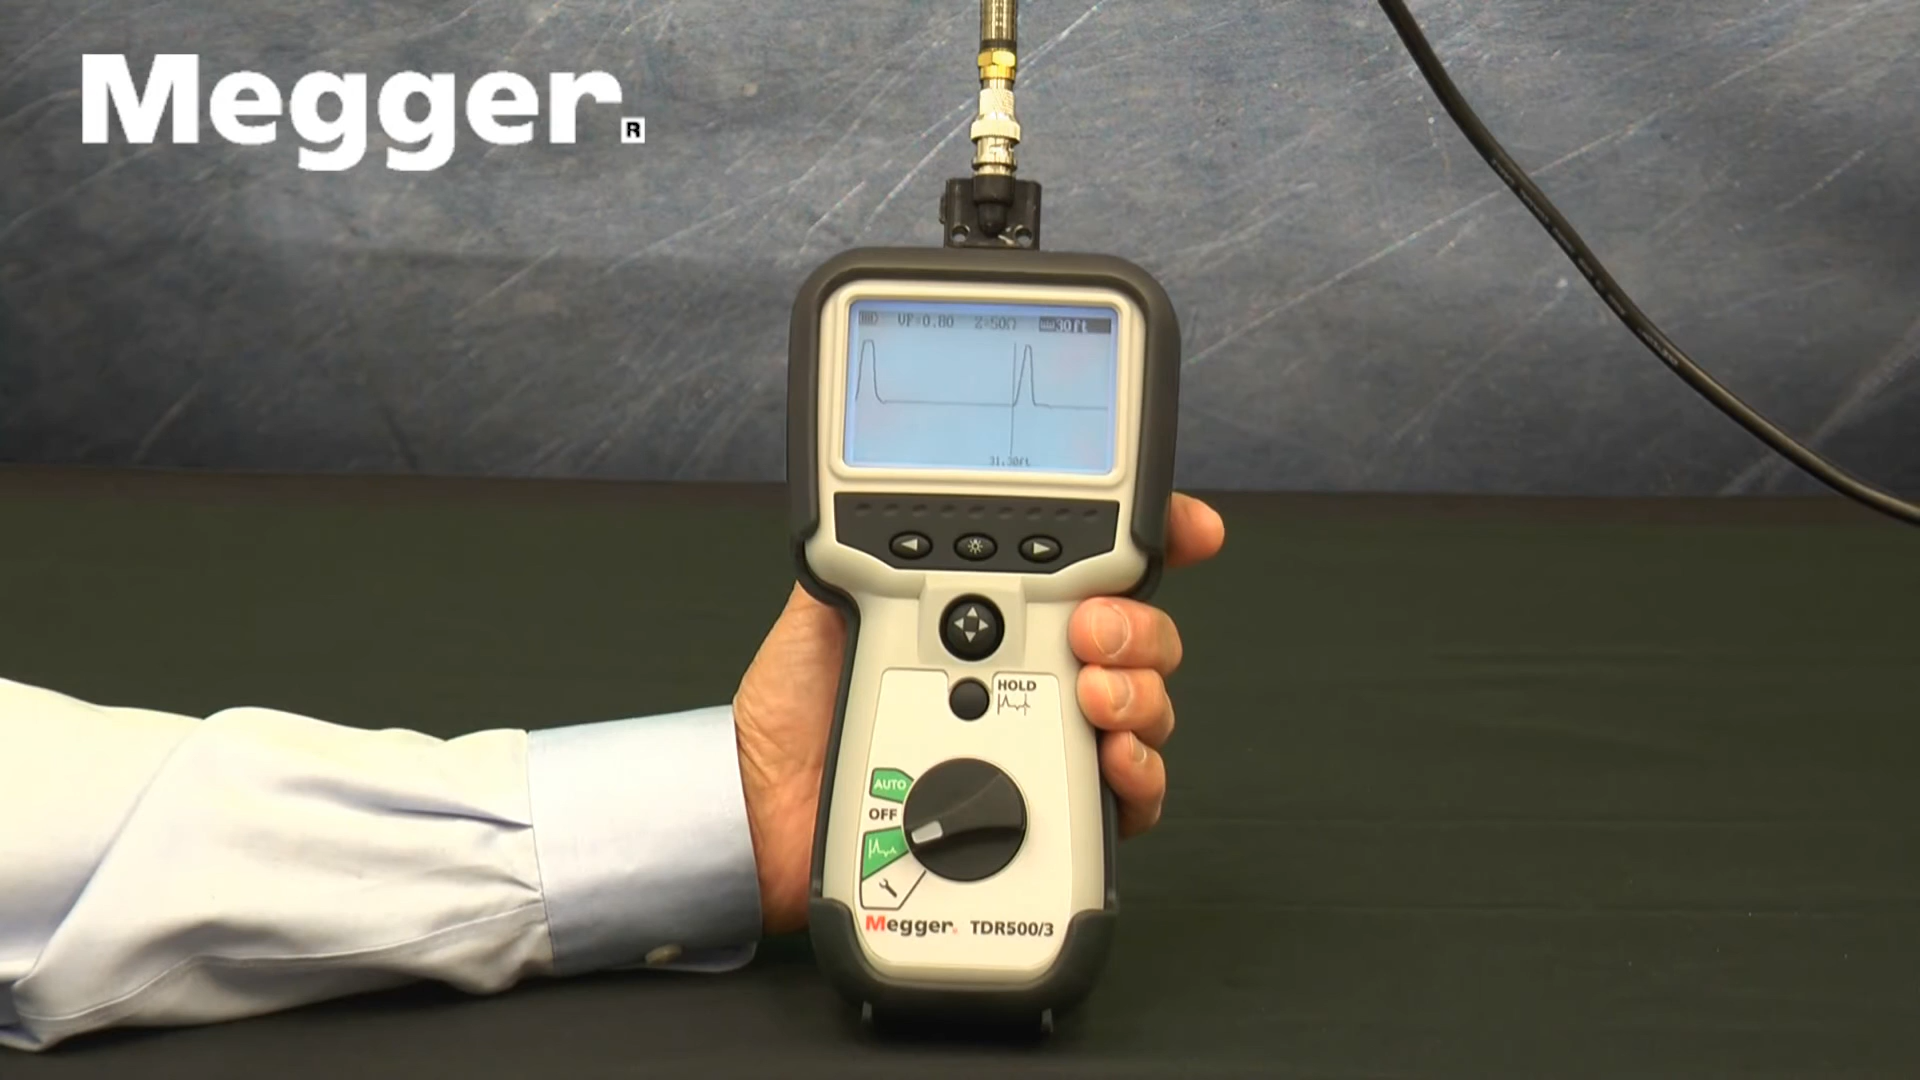 Megger.®
VF=0.80 Z=50Ω 30ft
31.30ft
HOLD
AUTO
OFF
Megger. TDR500/3